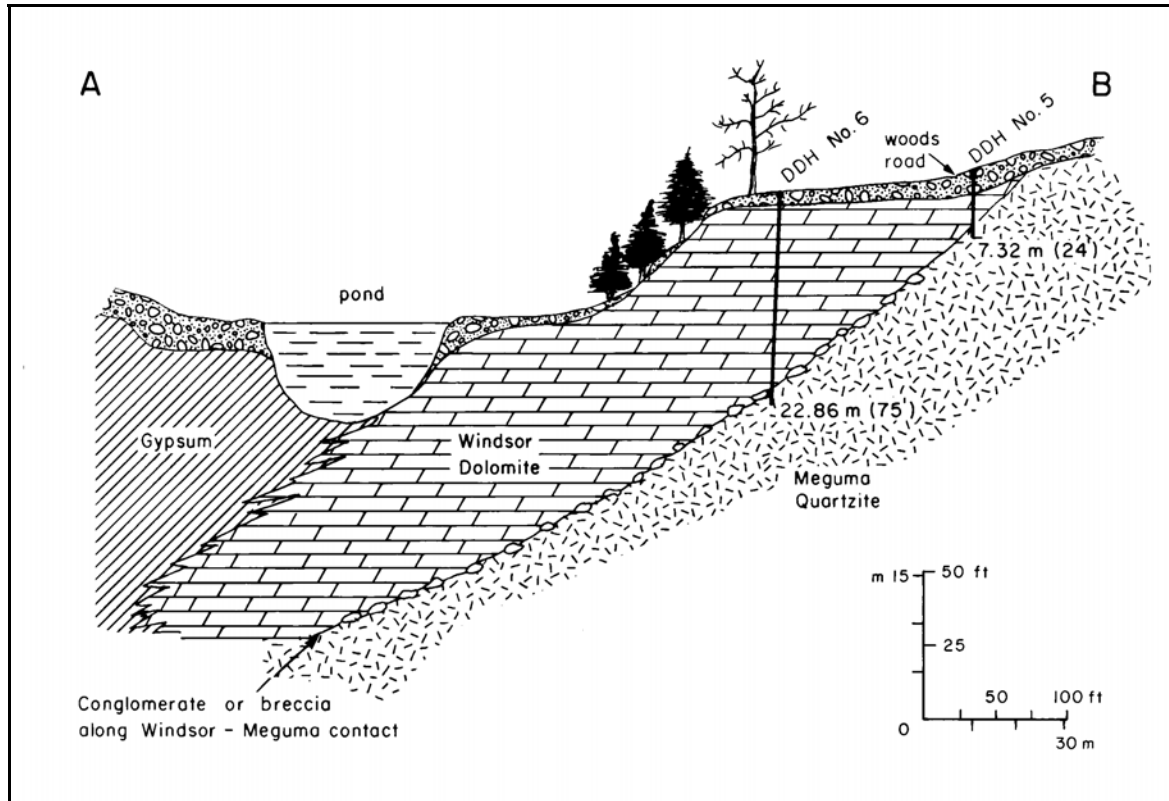 A
B
DDH No. 6
DDH No. 5
woods
road
7.32 m (24')
pond
22.86 m (75')
Gypsum
Windsor
Dolomite
Meguma
Quartzite
m 15
50 ft
25
50 100 ft
0
30 m
Conglomerate or breccia
along Windsor - Meguma contact